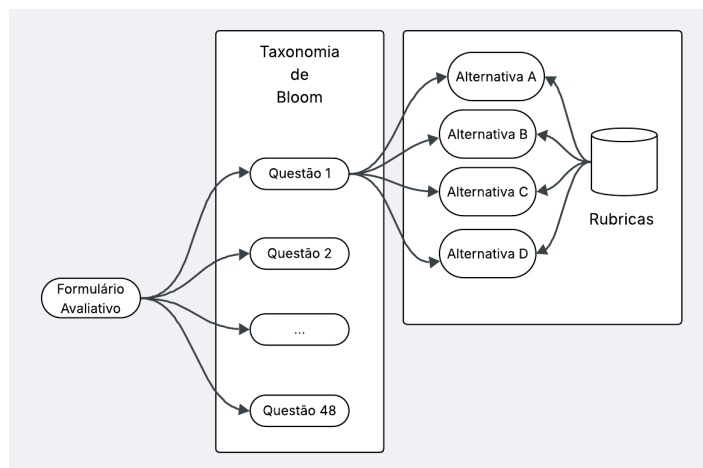 Taxonomia
de
Bloom
Formulário
Avaliativo
Questão 1
Questão 2
...
Questão 48
Alternativa A
Alternativa B
Alternativa C
Alternativa D
Rubricas